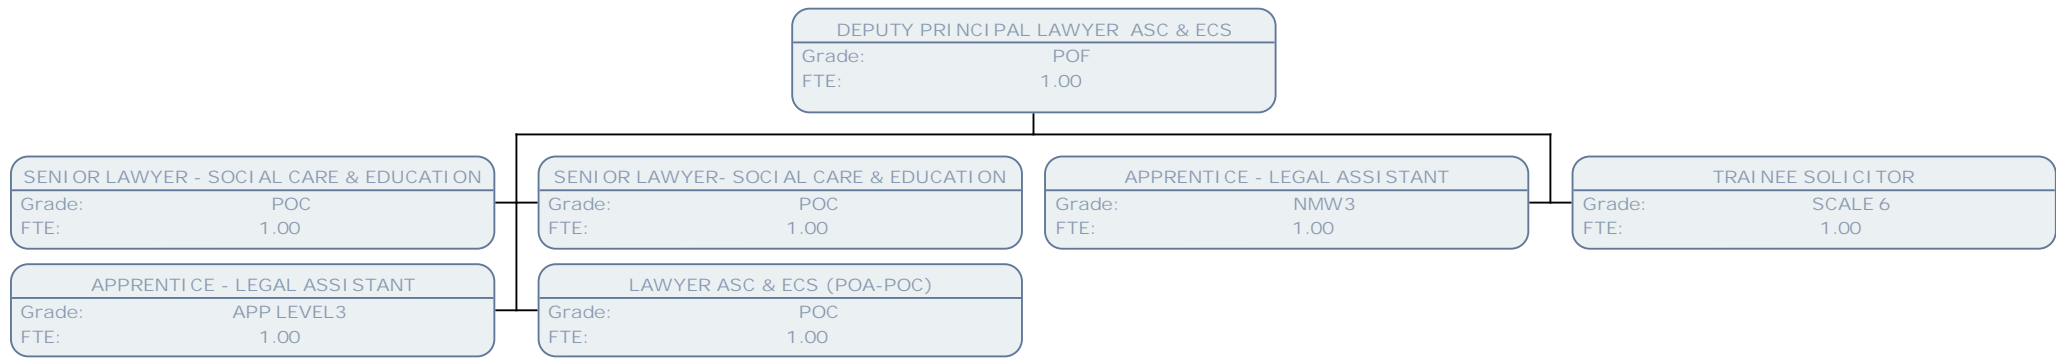 DEPUTY PRINCIPAL LAWYER ASC & ECS
Grade: POF
FTE: 1.00
SENIOR LAWYER - SOCIAL CARE & EDUCATION
Grade: POC
FTE: 1.00
SENIOR LAWYER- SOCIAL CARE & EDUCATION
Grade: POC
FTE: 1.00
APPRENTICE - LEGAL ASSISTANT
Grade: NMW3
FTE: 1.00
TRAINEE SOLICITOR
Grade: SCALE 6
FTE: 1.00
APPRENTICE - LEGAL ASSISTANT
Grade: APP LEVEL3
FTE: 1.00
LAWYER ASC & ECS (POA-POC)
Grade: POC
FTE: 1.00